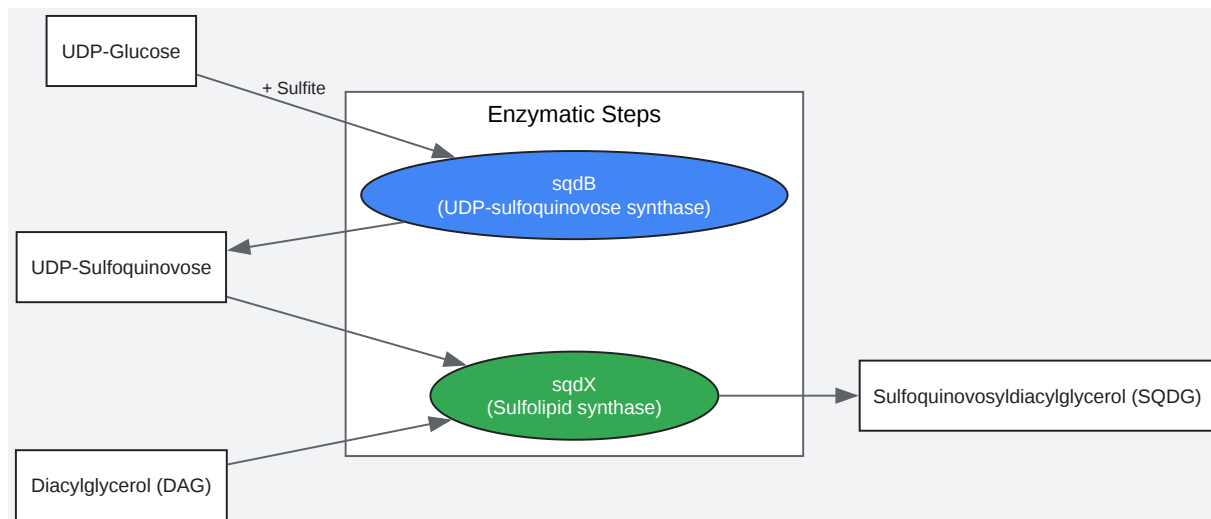 UDP-Glucose
+ Sulfite
Enzymatic Steps
sqdB
(UDP-sulfoquinovose synthase)
UDP-Sulfoquinovose
sqdX
(Sulfolipid synthase)
Sulfoquinovosyldiacylglycerol (SQDG)
Diacylglycerol (DAG)